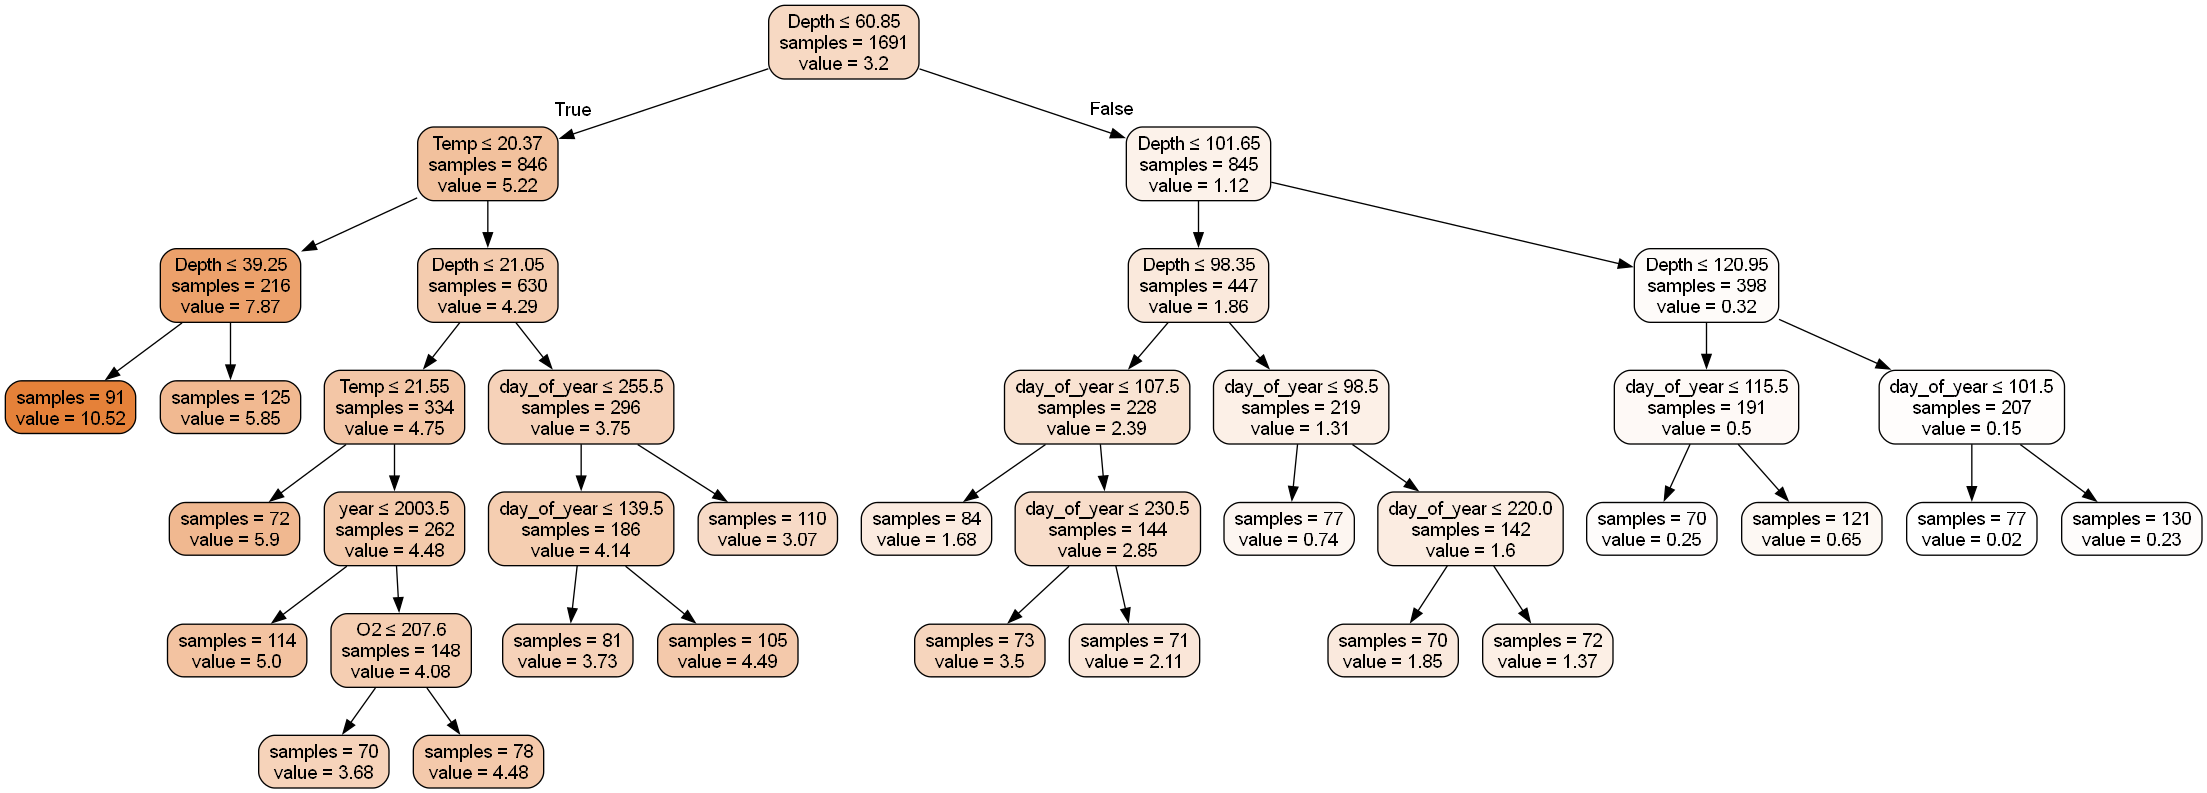 Depth ≤ 60.85
samples = 1691
value = 3.2
True
False
Temp ≤ 20.37
samples = 846
value = 5.22
Depth ≤ 101.65
samples = 845
value = 1.12
Depth ≤ 39.25
samples = 216
value = 7.87
Depth ≤ 21.05
samples = 630
value = 4.29
Depth ≤ 98.35
samples = 447
value = 1.86
Depth ≤ 120.95
samples = 398
value = 0.32
samples = 91
value = 10.52
samples = 125
value = 5.85
Temp ≤ 21.55
samples = 334
value = 4.75
day_of_year ≤ 255.5
samples = 296
value = 3.75
day_of_year ≤ 107.5
samples = 228
value = 2.39
day_of_year ≤ 98.5
samples = 219
value = 1.31
day_of_year ≤ 115.5
samples = 191
value = 0.5
day_of_year ≤ 101.5
samples = 207
value = 0.15
samples = 72
value = 5.9
year ≤ 2003.5
samples = 262
value = 4.48
day_of_year ≤ 139.5
samples = 186
value = 4.14
samples = 110
value = 3.07
samples = 84
value = 1.68
day_of_year ≤ 230.5
samples = 144
value = 2.85
samples = 77
value = 0.74
day_of_year ≤ 220.0
samples = 142
value = 1.6
samples = 70
value = 0.25
samples = 121
value = 0.65
samples = 77
value = 0.02
samples = 130
value = 0.23
samples = 114
value = 5.0
O2 ≤ 207.6
samples = 148
value = 4.08
samples = 81
value = 3.73
samples = 105
value = 4.49
samples = 73
value = 3.5
samples = 71
value = 2.11
samples = 70
value = 1.85
samples = 72
value = 1.37
samples = 70
value = 3.68
samples = 78
value = 4.48